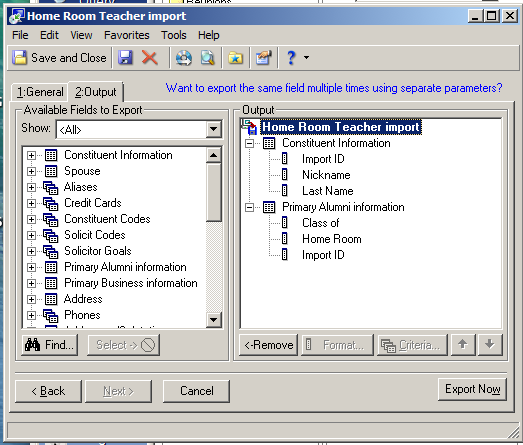 Home Room Teacher import
File Edit View Favorites Tools Help
Save and Close ?
1:General 2:Output Want to export the same field multiple times using separate parameters?
Available Fields to Export
Show: <All>
Constituent Information
Spouse
Aliases
Credit Cards
Constituent Codes
Solicit Codes
Solicitor Goals
Primary Alumni information
Primary Business information
Address
Phones
Find... Select ->
Output
Home Room Teacher import
Constituent Information
Import ID
Nickname
Last Name
Primary Alumni information
Class of
Home Room
Import ID
<-Remove Format... Criteria...
< Back Next > Cancel Export Now